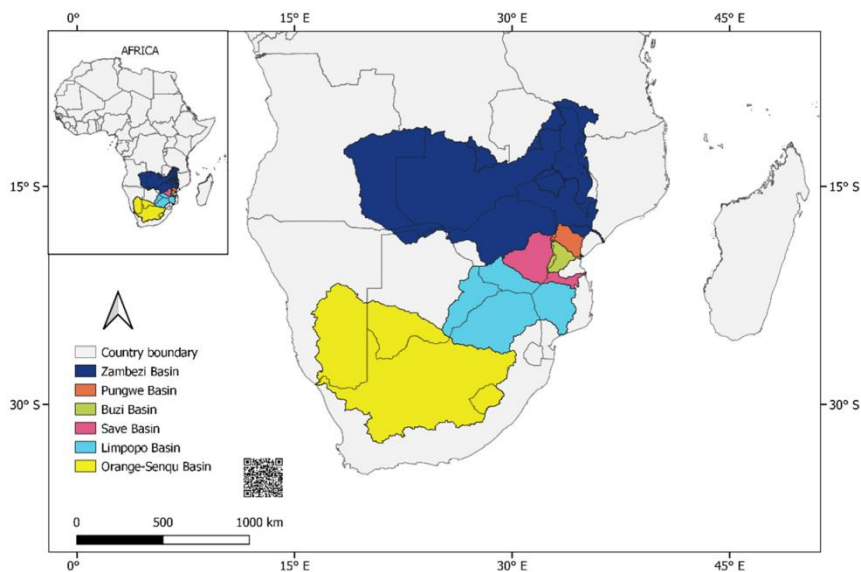 0° 15° E 30° E 45° E
AFRICA
15° S 15° S
Country boundary
Zambezi Basin
Pungwe Basin
Buzi Basin
Save Basin
Limpopo Basin
Orange-Senqu Basin
30° S 30° S
0 500 1000 km
0° 15° E 30° E 45° E